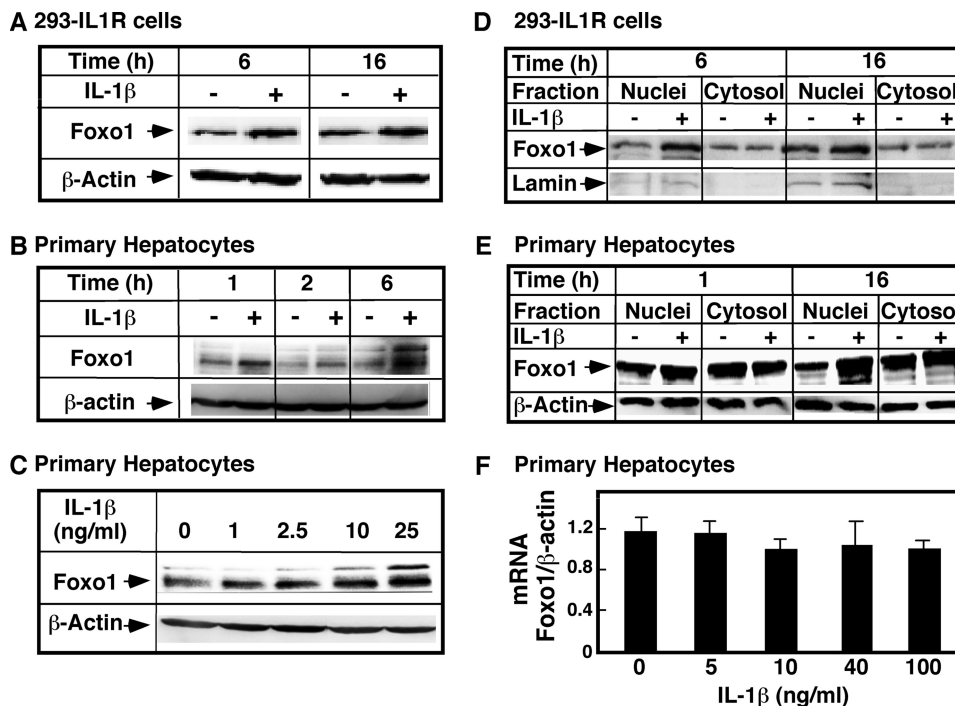 A 293-IL1R cells
Time (h) 6 16
IL-1β - + - +
Foxo1
β-Actin
B Primary Hepatocytes
Time (h) 1 2 6
IL-1β - + - + - +
Foxo1
β-actin
C Primary Hepatocytes
IL-1β
(ng/ml) 0 1 2.5 10 25
Foxo1
β-Actin
D 293-IL1R cells
Time (h) 6 16
Fraction Nuclei Cytosol Nuclei Cytosol
IL-1β - + - + - + - +
Foxo1
Lamin
E Primary Hepatocytes
Time (h) 1 16
Fraction Nuclei Cytosol Nuclei Cytosol
IL-1β - + - + - + - +
Foxo1
β-Actin
F Primary Hepatocytes
mRNA
Foxo1/β-actin
1.2
0.8
0.4
0
0 5 10 40 100
IL-1β (ng/ml)